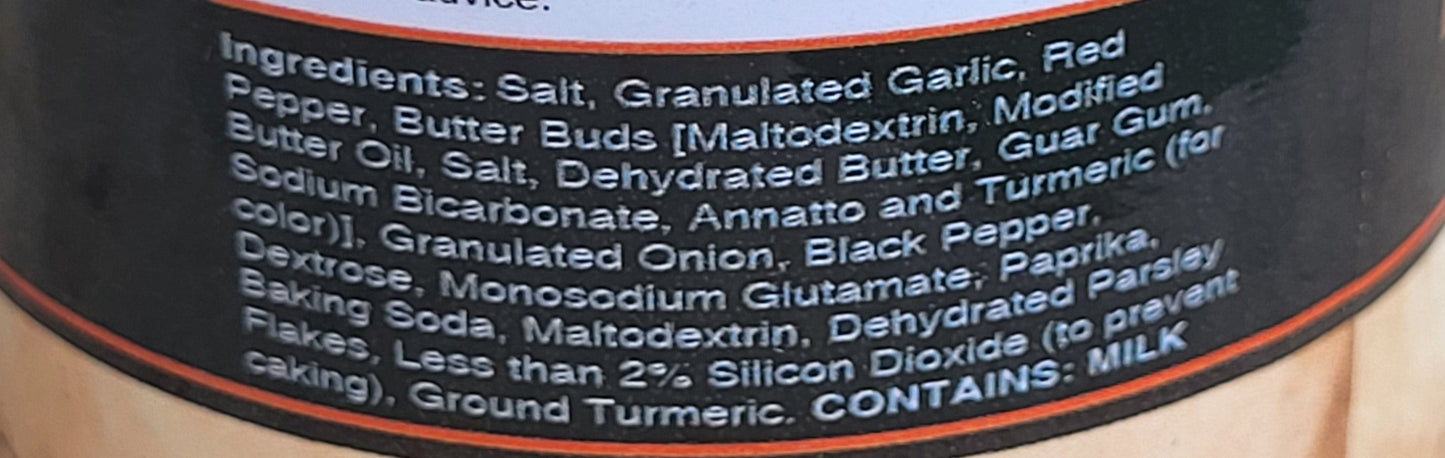 advice.
Ingredients: Salt, Granulated Garlic, Red
Pepper, Butter Buds [Maltodextrin, Modified
Butter Oil, Salt, Dehydrated Butter, Guar Gum,
Sodium Bicarbonate, Annatto and Turmeric (for
color)], Granulated Onion, Black Pepper,
Dextrose, Monosodium Glutamate, Paprika,
Baking Soda, Maltodextrin, Dehydrated Parsley
Flakes, Less than 2% Silicon Dioxide (to prevent
caking), Ground Turmeric. CONTAINS: MILK